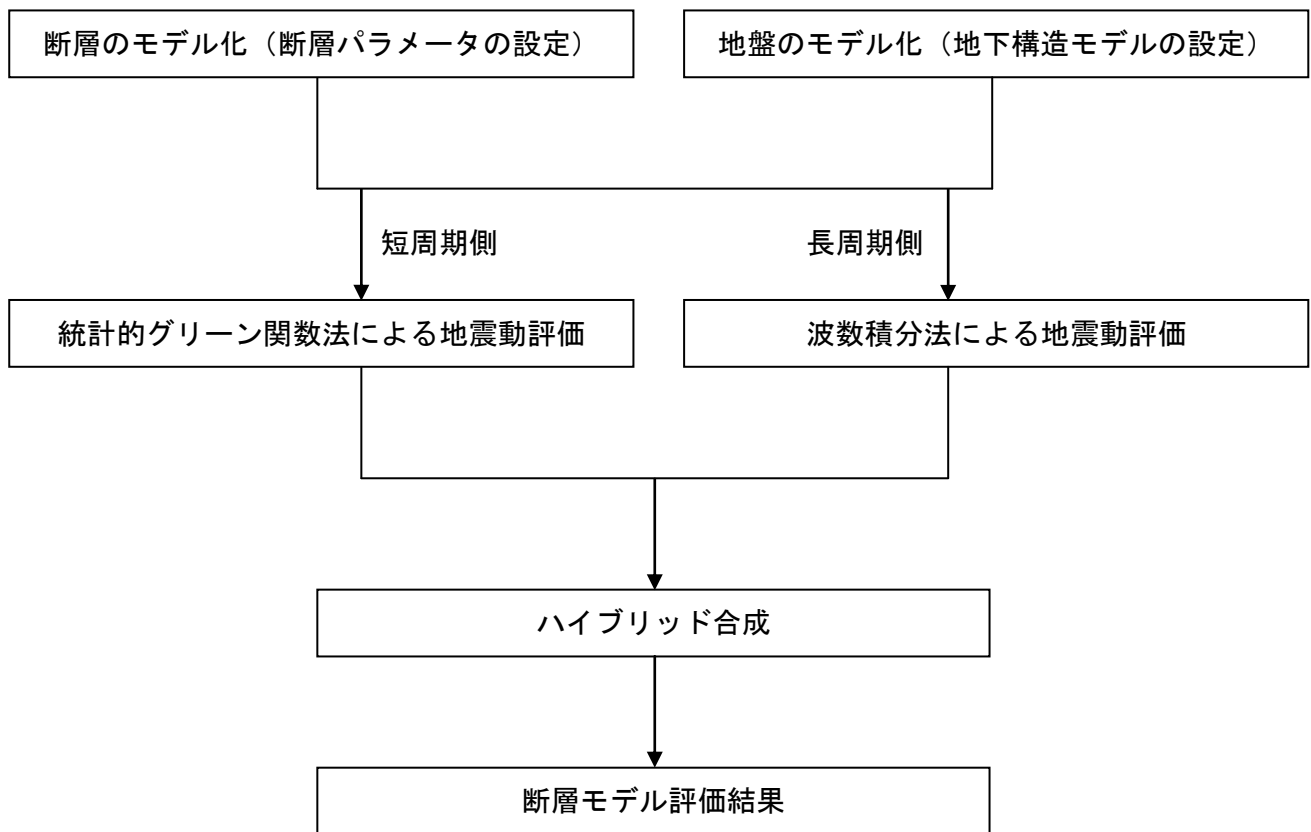 断層のモデル化（断層パラメータの設定）
地盤のモデル化（地下構造モデルの設定）
短周期側
長周期側
統計的グリーン関数法による地震動評価
波数積分法による地震動評価
ハイブリッド合成
断層モデル評価結果